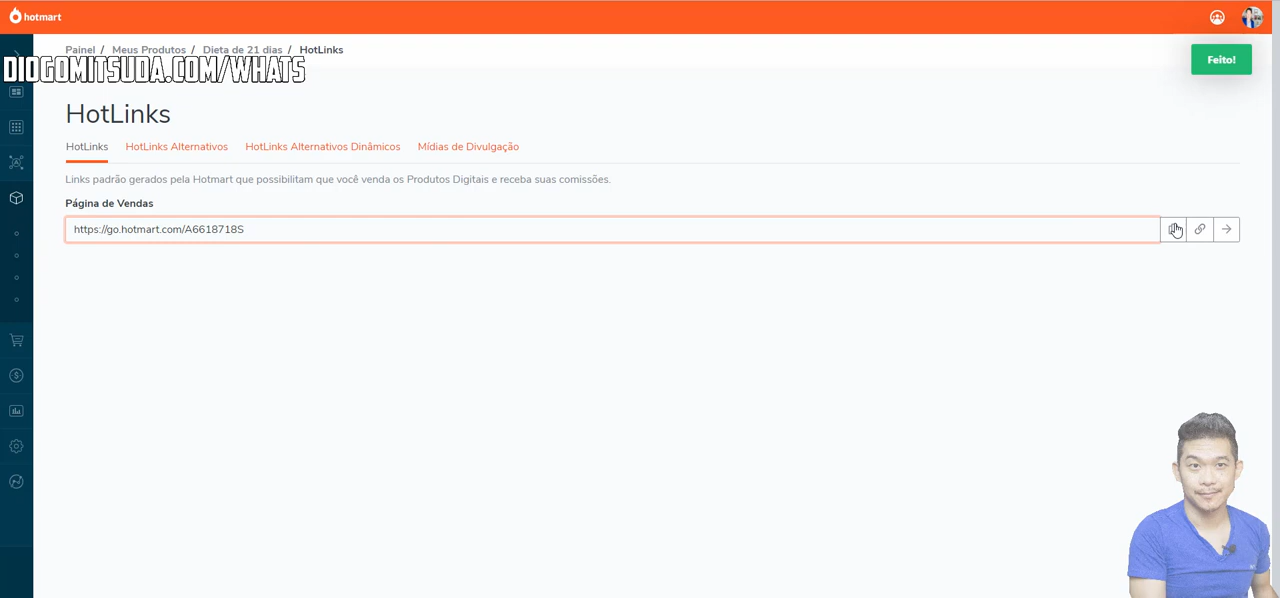 hotmart
Painel / Meus Produtos / Dieta de 21 dias / HotLinks
DIOGOMITSUDA.COM/WHATS
Feito!
HotLinks
HotLinks HotLinks Alternativos HotLinks Alternativos Dinâmicos Mídias de Divulgação
Links padrão gerados pela Hotmart que possibilitam que você venda os Produtos Digitais e receba suas comissões.
Página de Vendas
https://go.hotmart.com/A6618718S